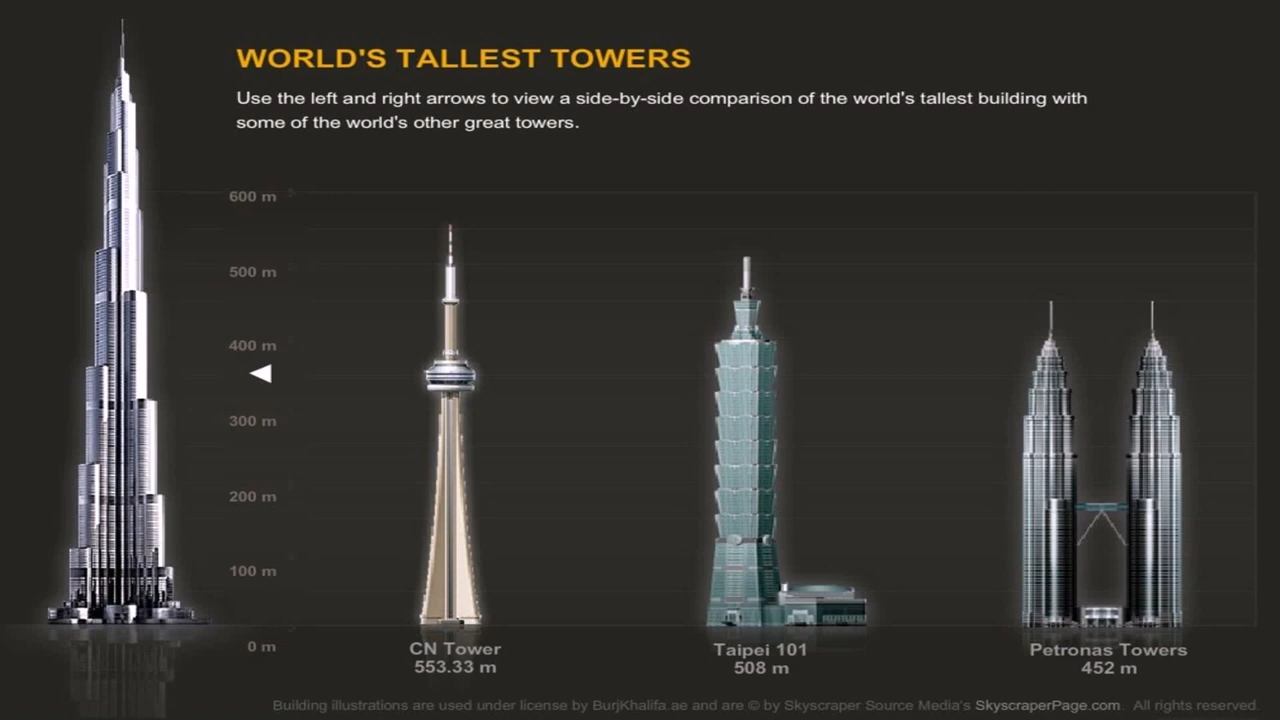 WORLD'S TALLEST TOWERS
Use the left and right arrows to view a side-by-side comparison of the world's tallest building with
some of the world's other great towers.
600 m
500 m
400 m
300 m
200 m
100 m
0 m
CN Tower
553.33 m
Taipei 101
508 m
Petronas Towers
452 m
Building illustrations are used under license by BurjKhalifa.ae and are © by Skyscraper Source Media's SkyscraperPage.com. All rights reserved.